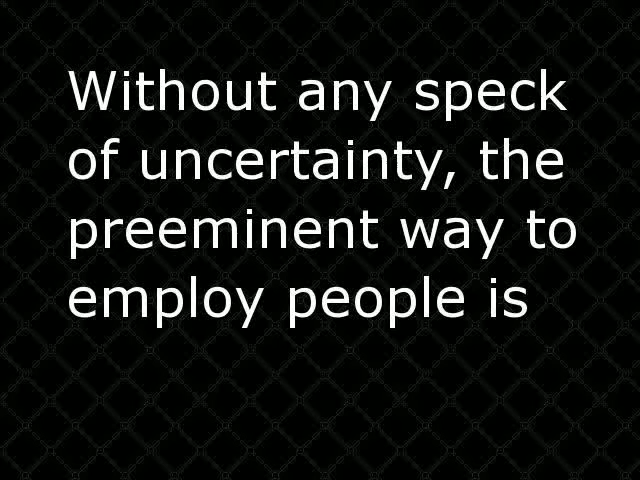 Without any speck
of uncertainty, the
preeminent way to
employ people is